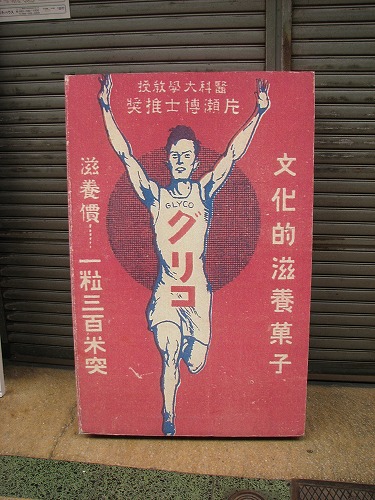 授教學大科醫
奬推士博瀨片
文化的滋養菓子
GLYCO
グリコ
滋養價……一粒三百米突